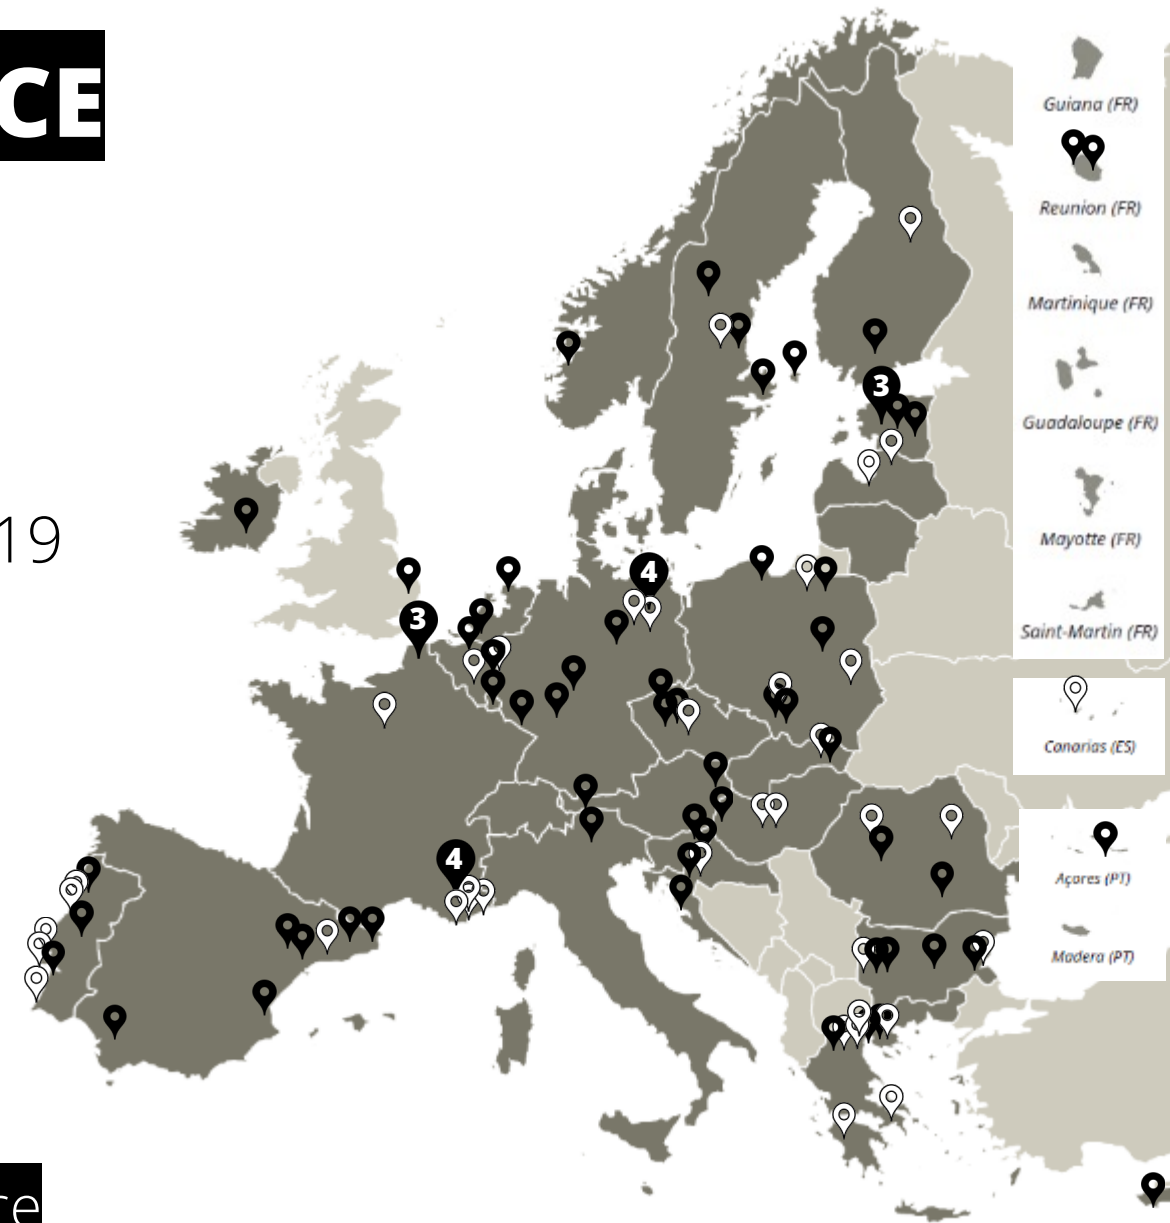 CE
Guiana (FR)
Reunion (FR)
Martinique (FR)
3
Guadaloupe (FR)
19
Mayotte (FR)
4
3
Saint-Martin (FR)
Canarias (ES)
4
Açores (PT)
Madera (PT)
ce